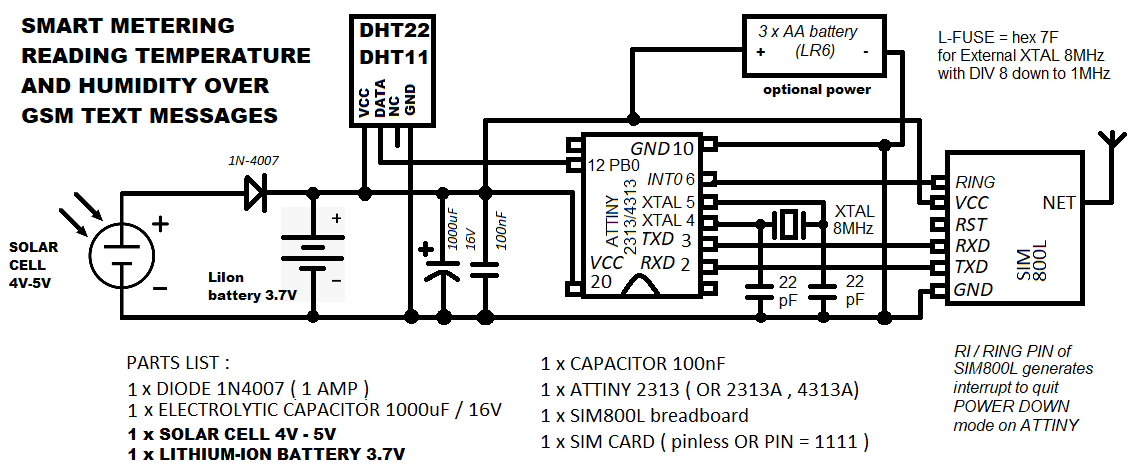 SMART METERING
READING TEMPERATURE
AND HUMIDITY OVER
GSM TEXT MESSAGES
DHT22
DHT11
VCC
DATA
NC
GND
3 x AA battery
+ (LR6) -
optional power
L-FUSE = hex 7F
for External XTAL 8MHz
with DIV 8 down to 1MHz
1N-4007
SOLAR
CELL
4V-5V
+
−
+
−
LiIon
battery 3.7V
+
1000uF
16V
100nF
GND 10
12 PB0
INT0 6
XTAL 5
XTAL 4
TXD 3
RXD 2
VCC
20
ATTINY
2313/4313
XTAL
8MHz
22
pF
22
pF
RING
VCC
RST
RXD
TXD
GND
NET
SIM
800L
PARTS LIST :
1 x DIODE 1N4007 ( 1 AMP )
1 x ELECTROLYTIC CAPACITOR 1000uF / 16V
1 x SOLAR CELL 4V - 5V
1 x LITHIUM-ION BATTERY 3.7V
1 x CAPACITOR 100nF
1 x ATTINY 2313 ( OR 2313A , 4313A)
1 x SIM800L breadboard
1 x SIM CARD ( pinless OR PIN = 1111 )
RI / RING PIN of
SIM800L generates
interrupt to quit
POWER DOWN
mode on ATTINY